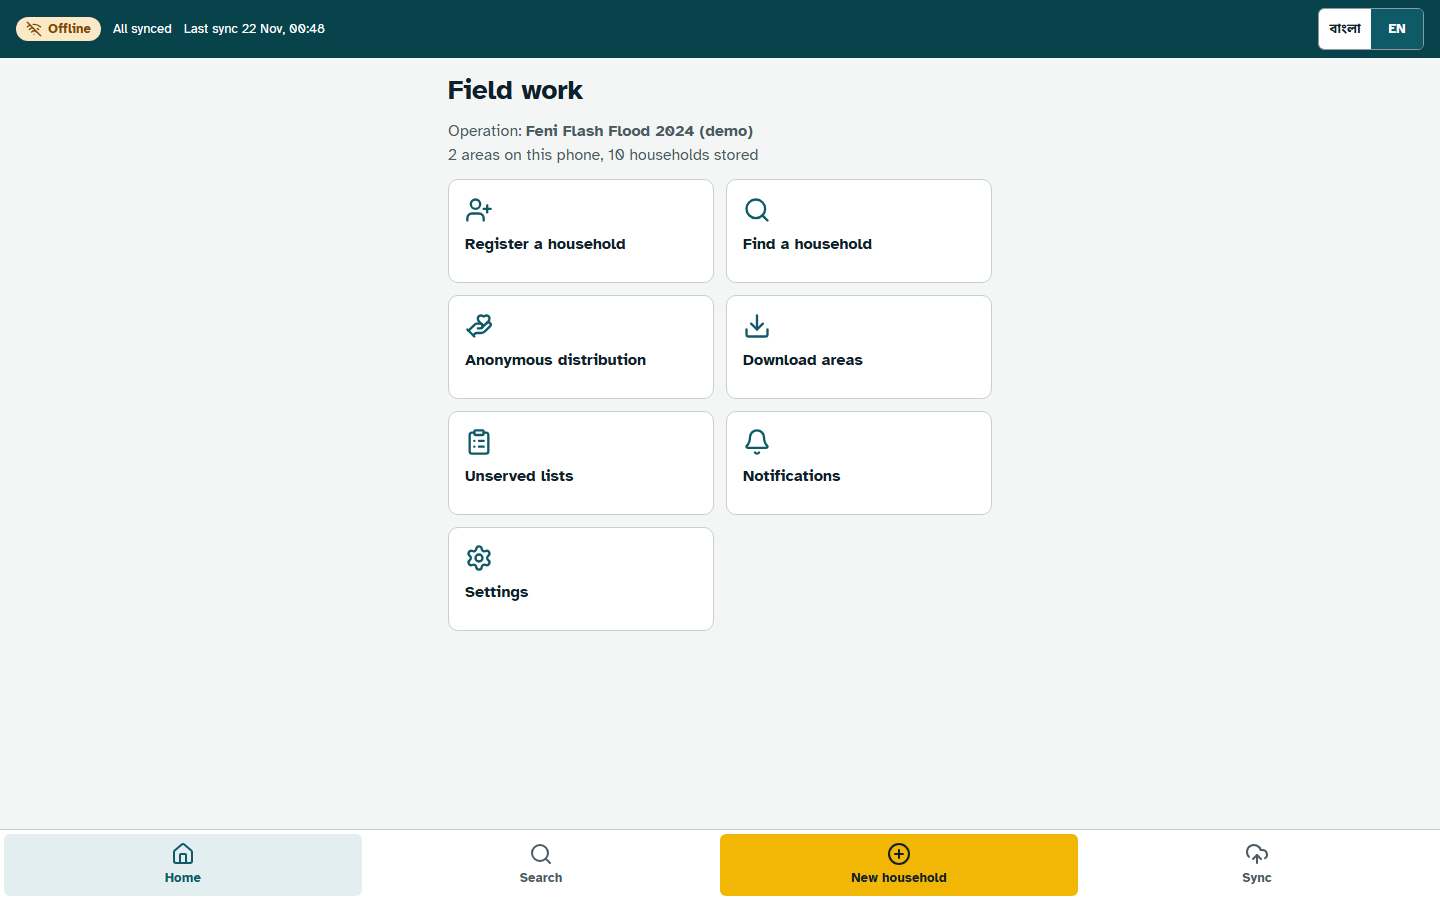 Offline All synced Last sync 22 Nov, 00:48 বাংলা EN
Field work
Operation: Feni Flash Flood 2024 (demo)
2 areas on this phone, 10 households stored
Register a household
Find a household
Anonymous distribution
Download areas
Unserved lists
Notifications
Settings
Home Search New household Sync